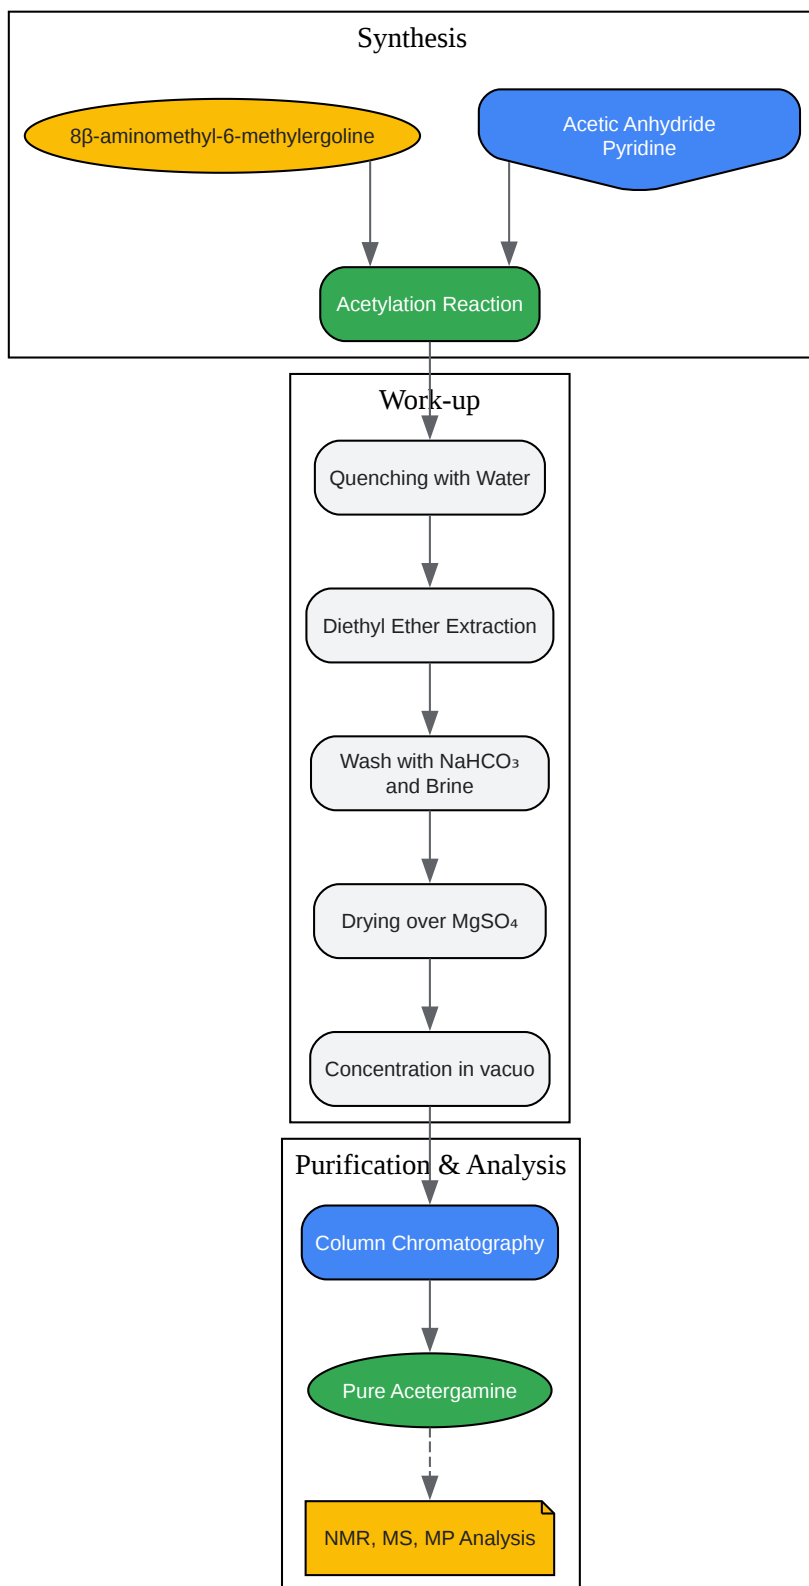 Synthesis
8β-aminomethyl-6-methylergoline
Acetic Anhydride
Pyridine
Acetylation Reaction
Work-up
Quenching with Water
Diethyl Ether Extraction
Wash with NaHCO₃
and Brine
Drying over MgSO₄
Concentration in vacuo
Purification & Analysis
Column Chromatography
Pure Acetergamine
NMR, MS, MP Analysis